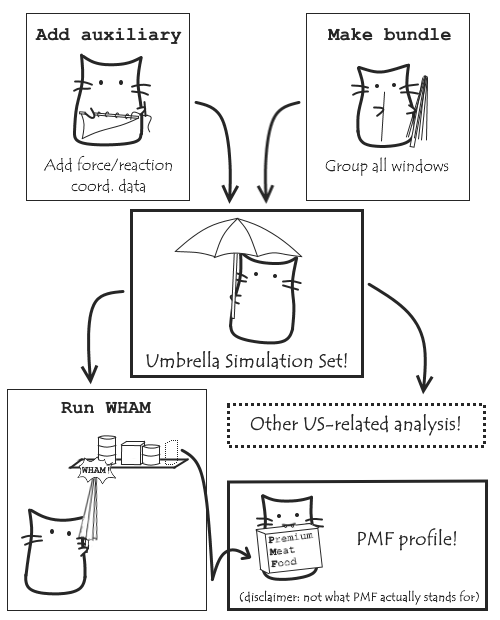 Add auxiliary
Add force/reaction
coord. data
Make bundle
Group all windows
Umbrella Simulation Set!
Run WHAM
WHAM!
Other US-related analysis!
Premium
Meat
Food
PMF profile!
(disclaimer: not what PMF actually stands for)